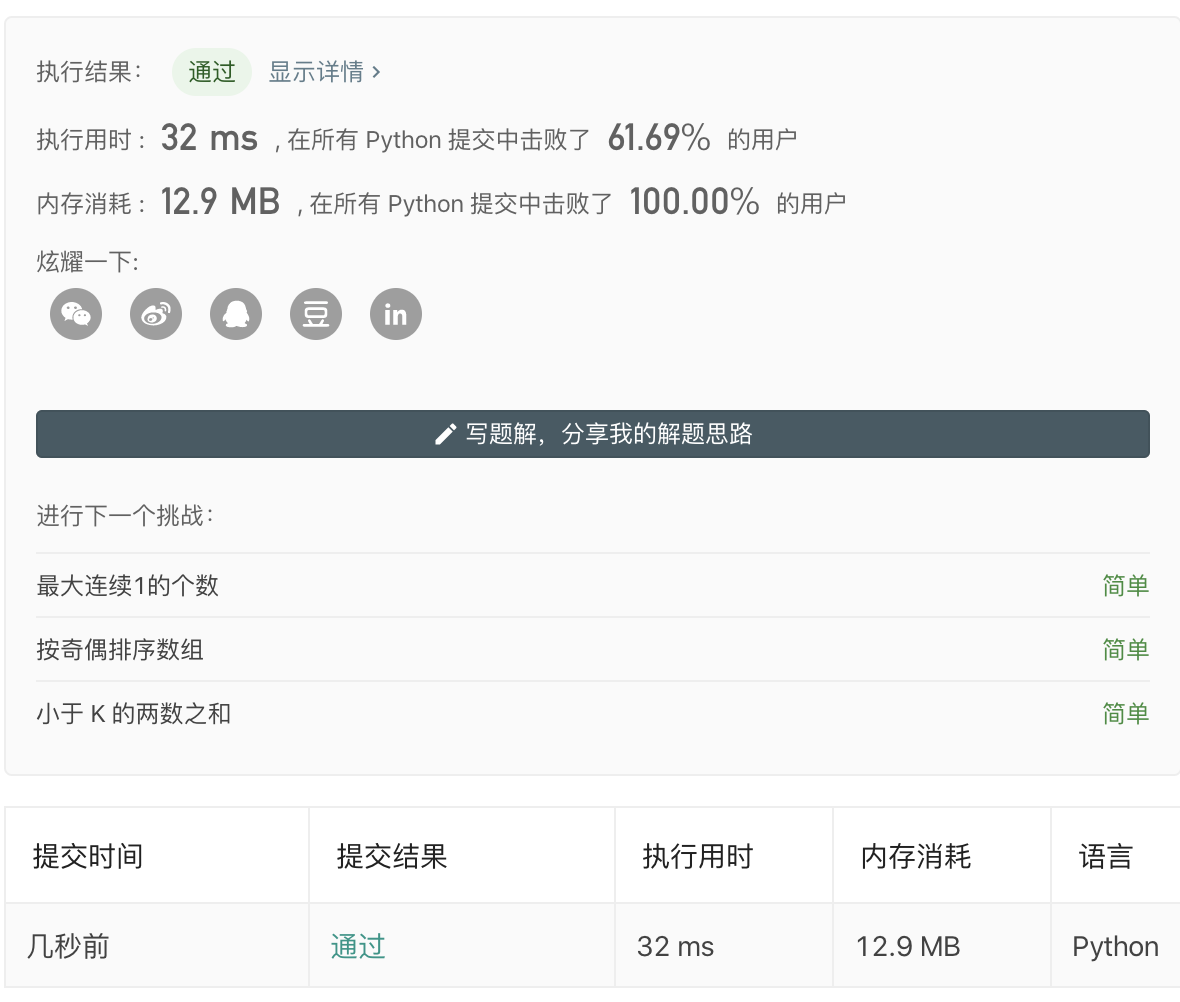 执行结果： 通过 显示详情 ›
执行用时 : 32 ms , 在所有 Python 提交中击败了 61.69% 的用户
内存消耗 : 12.9 MB , 在所有 Python 提交中击败了 100.00% 的用户
炫耀一下:
豆 in
写题解，分享我的解题思路
进行下一个挑战：
最大连续1的个数 简单
按奇偶排序数组 简单
小于 K 的两数之和 简单
提交时间 提交结果 执行用时 内存消耗 语言
几秒前 通过 32 ms 12.9 MB Python